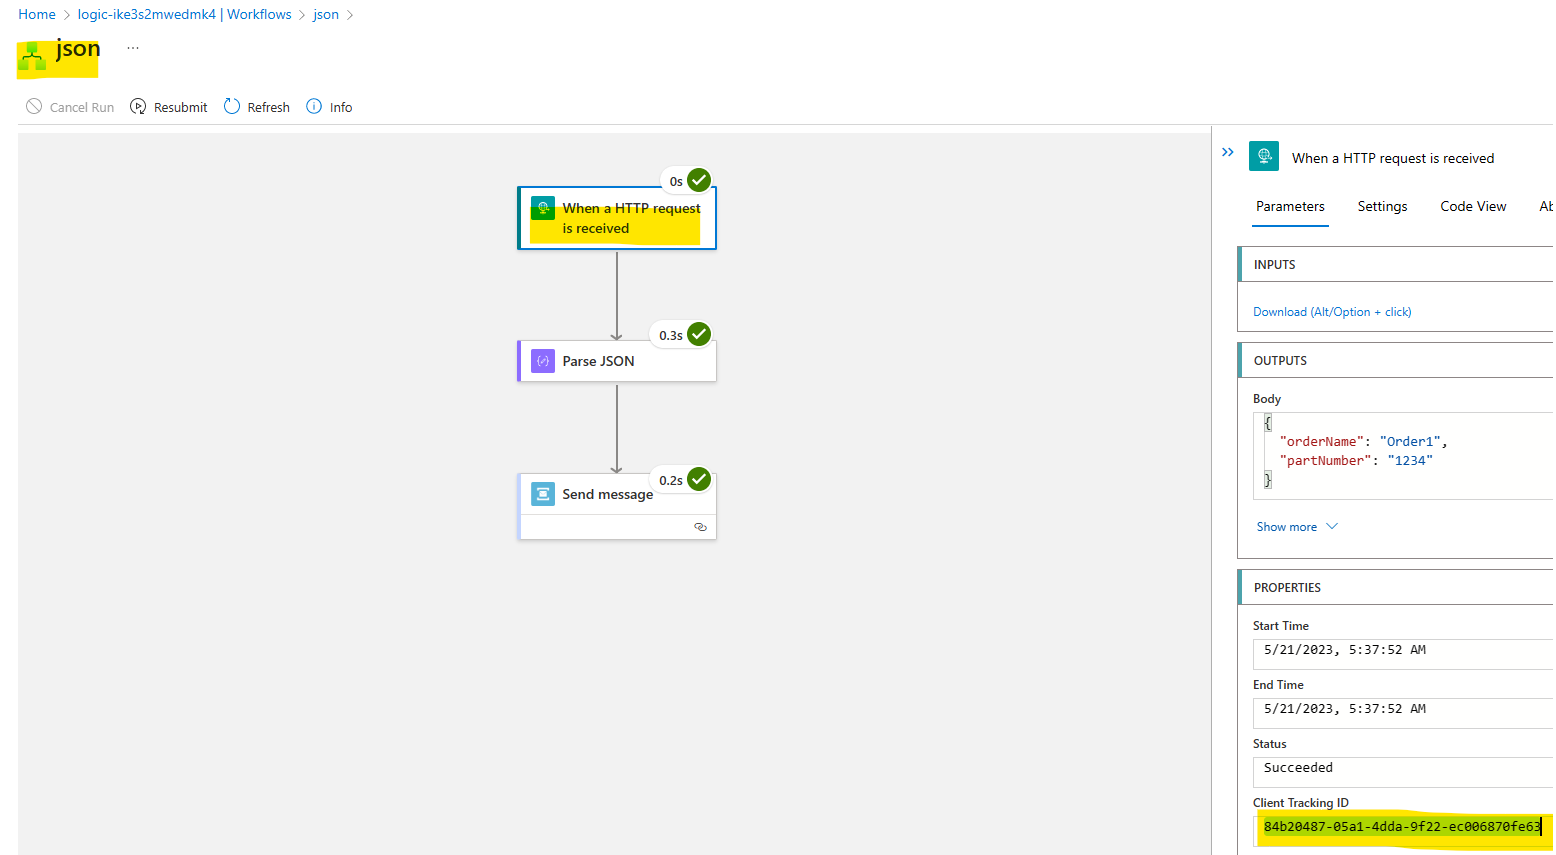 Home > logic-ike3s2mwedmk4 | Workflows > json >
json ...
Cancel Run Resubmit Refresh Info
0s
When a HTTP request
is received
0.3s
Parse JSON
0.2s
Send message
When a HTTP request is received
Parameters Settings Code View Ab
INPUTS
Download (Alt/Option + click)
OUTPUTS
Body
{
"orderName": "Order1",
"partNumber": "1234"
}
Show more
PROPERTIES
Start Time
5/21/2023, 5:37:52 AM
End Time
5/21/2023, 5:37:52 AM
Status
Succeeded
Client Tracking ID
84b20487-05a1-4dda-9f22-ec006870fe63